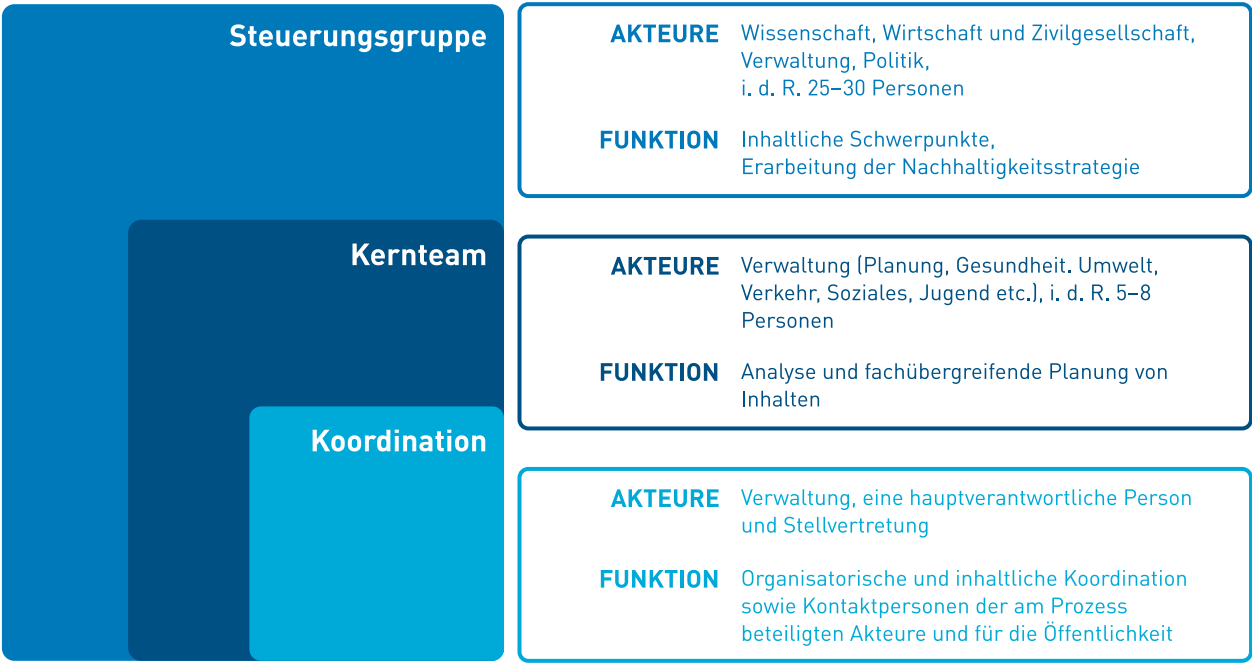 Steuerungsgruppe
AKTEURE Wissenschaft, Wirtschaft und Zivilgesellschaft,
Verwaltung, Politik,
i. d. R. 25–30 Personen
FUNKTION Inhaltliche Schwerpunkte,
Erarbeitung der Nachhaltigkeitsstrategie
Kernteam
AKTEURE Verwaltung (Planung, Gesundheit. Umwelt,
Verkehr, Soziales, Jugend etc.), i. d. R. 5–8
Personen
FUNKTION Analyse und fachübergreifende Planung von
Inhalten
Koordination
AKTEURE Verwaltung, eine hauptverantwortliche Person
und Stellvertretung
FUNKTION Organisatorische und inhaltliche Koordination
sowie Kontaktpersonen der am Prozess
beteiligten Akteure und für die Öffentlichkeit